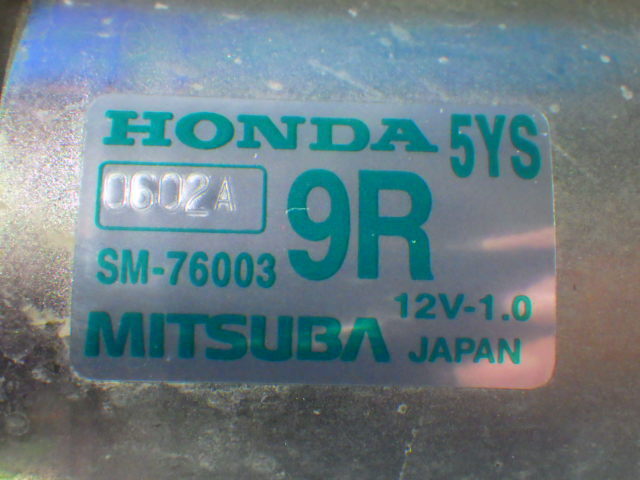 HONDA 5YS
0602A 9R
SM-76003
12V-1.0
MITSUBA JAPAN